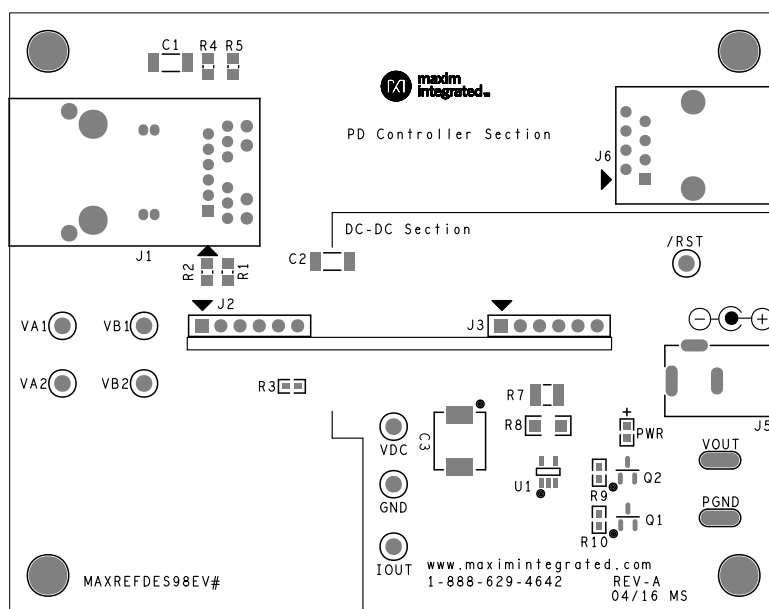 C1
R4 R5
maxim
integrated™
PD Controller Section
J6
J1
DC-DC Section
C2
/RST
R2
R1
J2
J3
VA1
VB1
VA2
VB2
R3
R7
R8
C3
VDC
+
PWR
J5
VOUT
GND
U1
R9
Q2
PGND
R10
Q1
IOUT
MAXREFDES98EV#
www.maximintegrated.com
1-888-629-4642
REV-A
04/16 MS